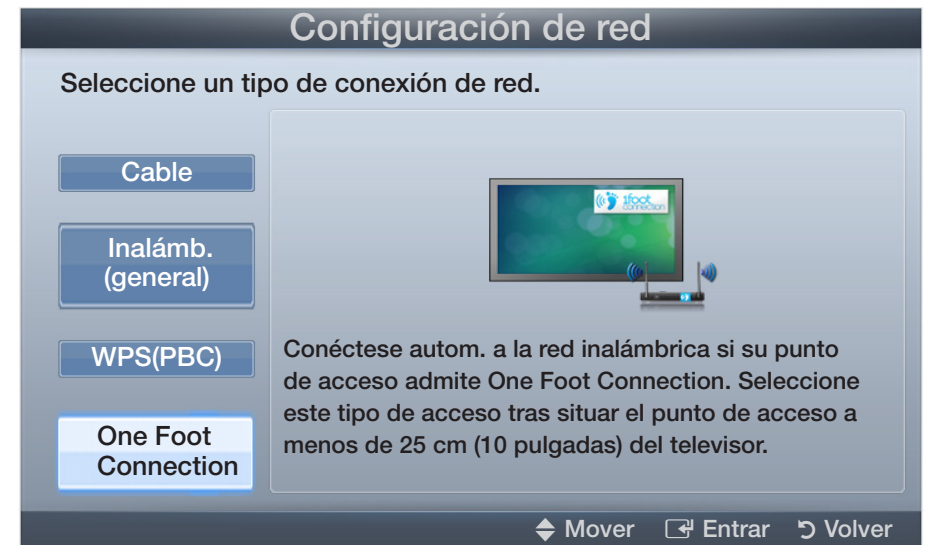 Configuración de red
Seleccione un tipo de conexión de red.
Cable
Inalámb.
(general)
WPS(PBC)
One Foot
Connection
1foot
connection
Conéctese autom. a la red inalámbrica si su punto
de acceso admite One Foot Connection. Seleccione
este tipo de acceso tras situar el punto de acceso a
menos de 25 cm (10 pulgadas) del televisor.
Mover Entrar Volver